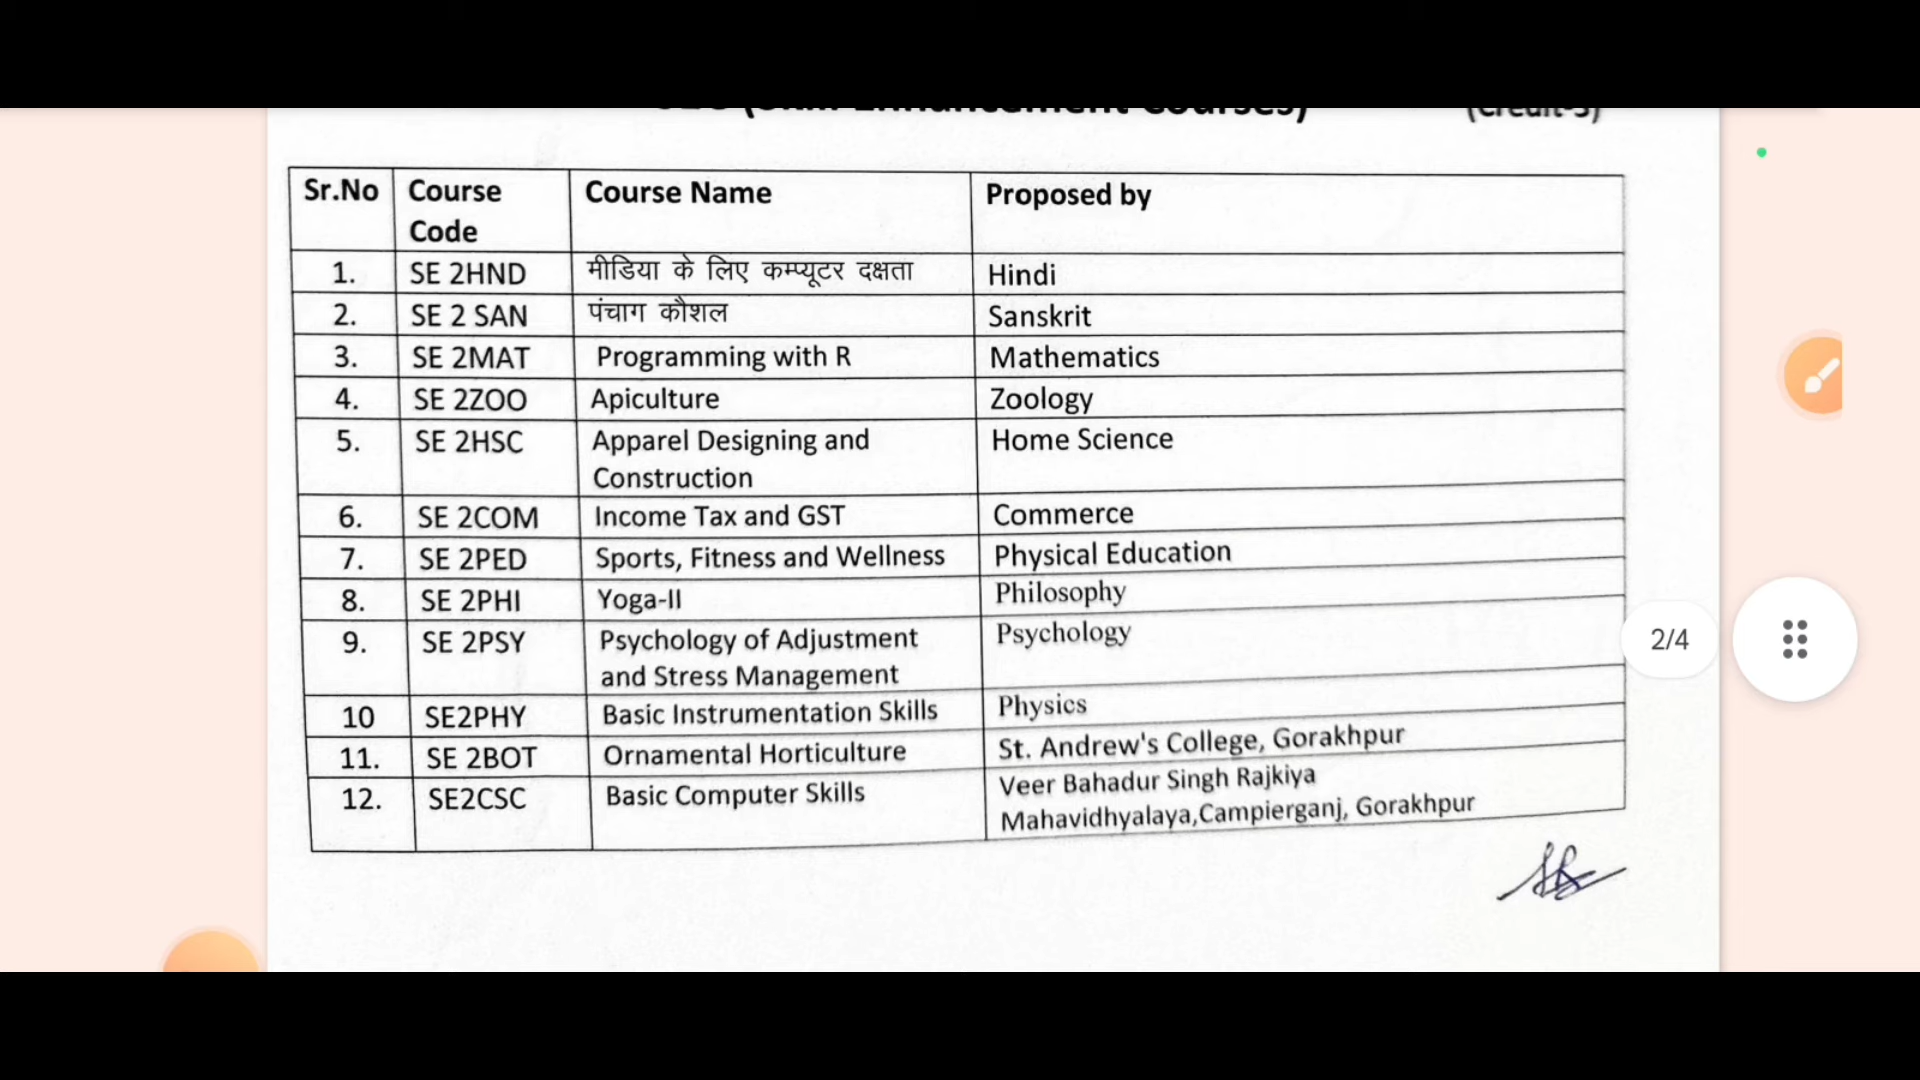 (Skill Enhancement Courses)
(Credit-3)
Sr.No Course Code Course Name Proposed by
1. SE 2HND मीडिया के लिए कम्प्यूटर दक्षता Hindi
2. SE 2 SAN पंचाग कौशल Sanskrit
3. SE 2MAT Programming with R Mathematics
4. SE 2ZOO Apiculture Zoology
5. SE 2HSC Apparel Designing and Home Science
Construction
6. SE 2COM Income Tax and GST Commerce
7. SE 2PED Sports, Fitness and Wellness Physical Education
8. SE 2PHI Yoga-II Philosophy
9. SE 2PSY Psychology of Adjustment Psychology
and Stress Management
10 SE2PHY Basic Instrumentation Skills Physics
11. SE 2BOT Ornamental Horticulture St. Andrew's College, Gorakhpur
12. SE2CSC Basic Computer Skills Veer Bahadur Singh Rajkiya
Mahavidhyalaya,Campierganj, Gorakhpur
2/4